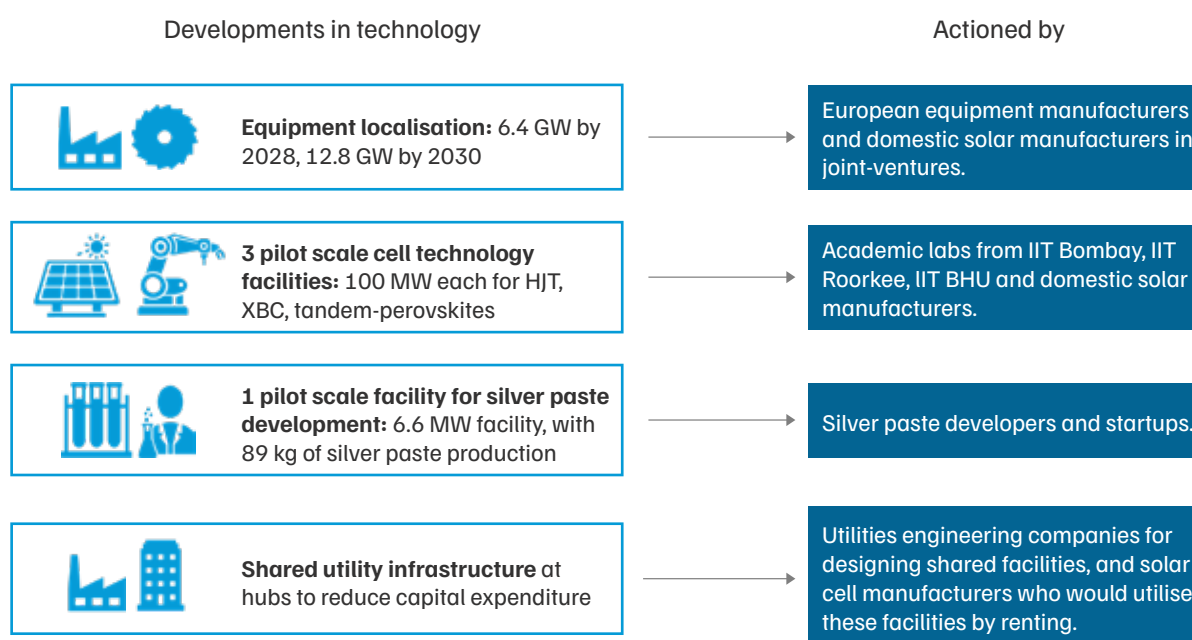 Developments in technology
Actioned by
Equipment localisation: 6.4 GW by
2028, 12.8 GW by 2030
European equipment manufacturers
and domestic solar manufacturers in
joint-ventures.
3 pilot scale cell technology
facilities: 100 MW each for HJT,
XBC, tandem-perovskites
Academic labs from IIT Bombay, IIT
Roorkee, IIT BHU and domestic solar
manufacturers.
1 pilot scale facility for silver paste
development: 6.6 MW facility, with
89 kg of silver paste production
Silver paste developers and startups.
Shared utility infrastructure at
hubs to reduce capital expenditure
Utilities engineering companies for
designing shared facilities, and solar
cell manufacturers who would utilise
these facilities by renting.